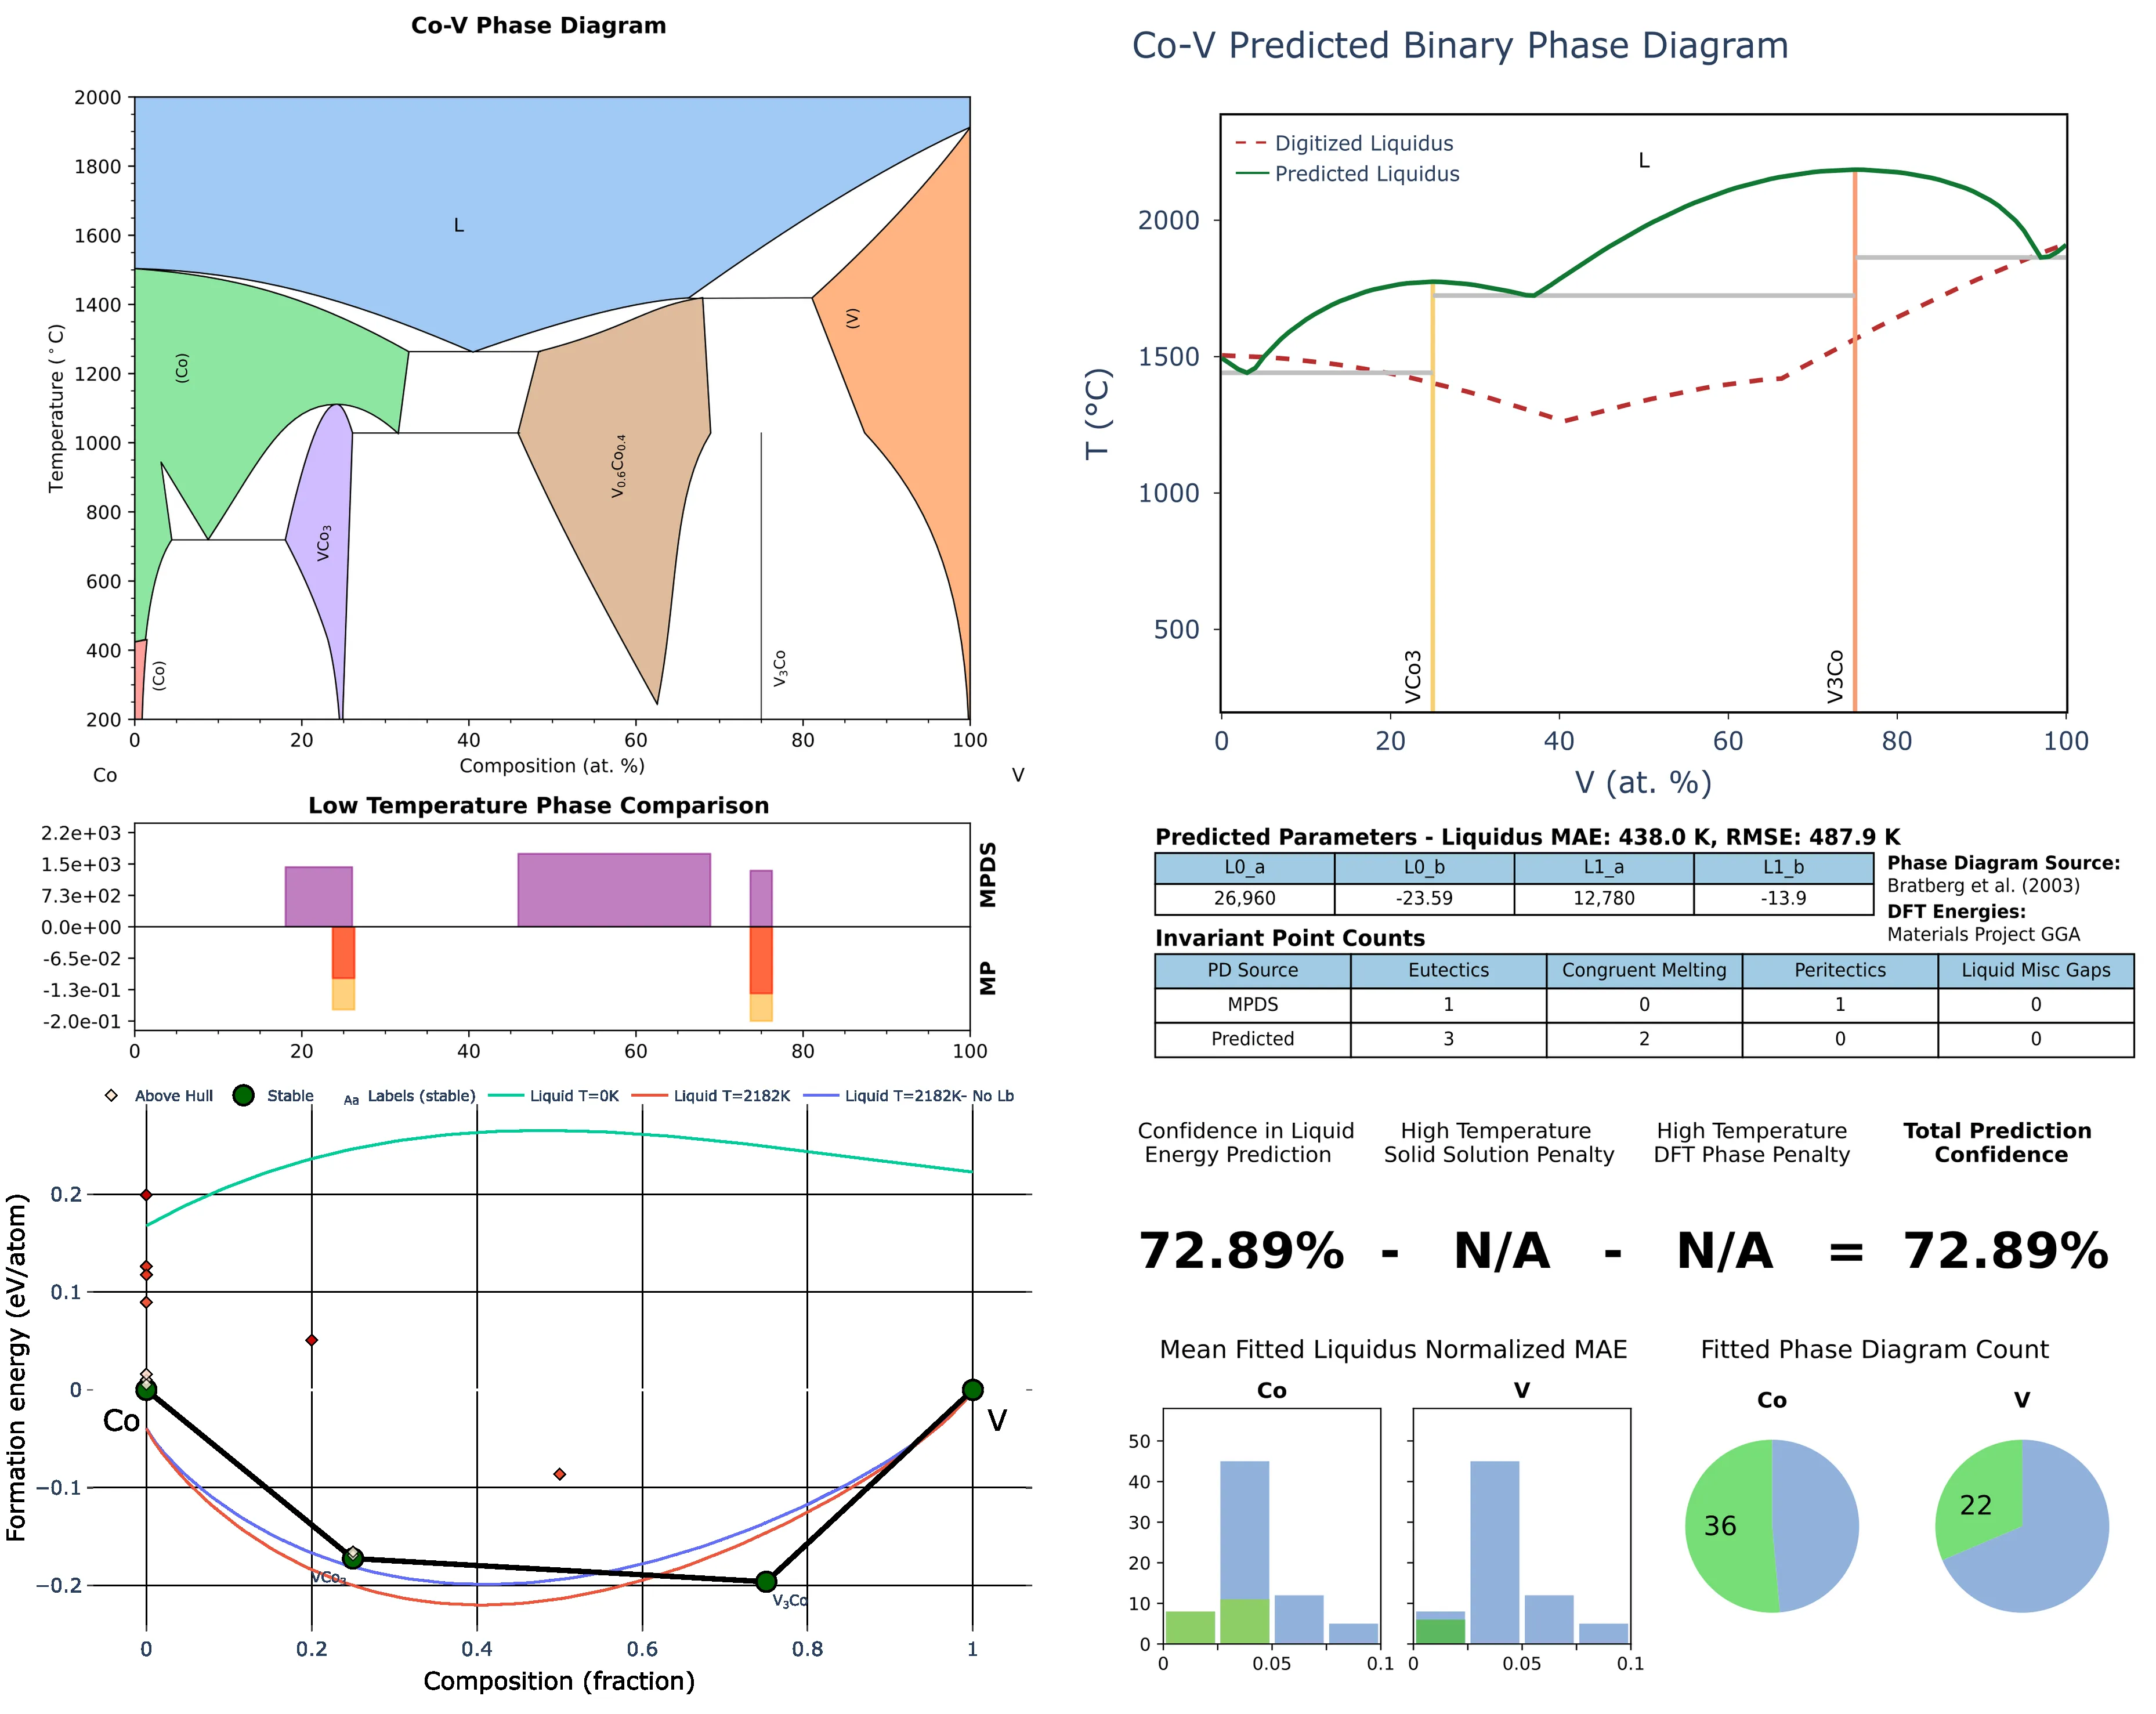 Co-V Phase Diagram
2000
1800
1600
1400
1200
1000
800
600
400
200
Temperature (°C)
L
(Co)
(Co)
VCo3
V0.6Co0.4
V3Co
(V)
0 20 40 60 80 100
Composition (at. %)
Co V
Co-V Predicted Binary Phase Diagram
Digitized Liquidus
Predicted Liquidus
L
2000
1500
1000
500
T (°C)
VCo3
V3Co
0 20 40 60 80 100
V (at. %)
Low Temperature Phase Comparison
2.2e+03
1.5e+03
7.3e+02
0.0e+00
-6.5e-02
-1.3e-01
-2.0e-01
MPDS
MP
0 20 40 60 80 100
Predicted Parameters - Liquidus MAE: 438.0 K, RMSE: 487.9 K
L0_a L0_b L1_a L1_b
26,960 -23.59 12,780 -13.9
Phase Diagram Source:
Bratberg et al. (2003)
DFT Energies:
Materials Project GGA
Invariant Point Counts
PD Source Eutectics Congruent Melting Peritectics Liquid Misc Gaps
MPDS 1 0 1 0
Predicted 3 2 0 0
Above Hull Stable Aa Labels (stable) Liquid T=0K Liquid T=2182K Liquid T=2182K- No Lb
0.2
0.1
0
−0.1
−0.2
Formation energy (eV/atom)
Co
V
VCo3
V3Co
0 0.2 0.4 0.6 0.8 1
Composition (fraction)
Confidence in Liquid
Energy Prediction
High Temperature
Solid Solution Penalty
High Temperature
DFT Phase Penalty
Total Prediction
Confidence
72.89% - N/A - N/A = 72.89%
Mean Fitted Liquidus Normalized MAE
Co V
50
40
30
20
10
0
0 0.05 0.1 0 0.05 0.1
Fitted Phase Diagram Count
Co V
36 22